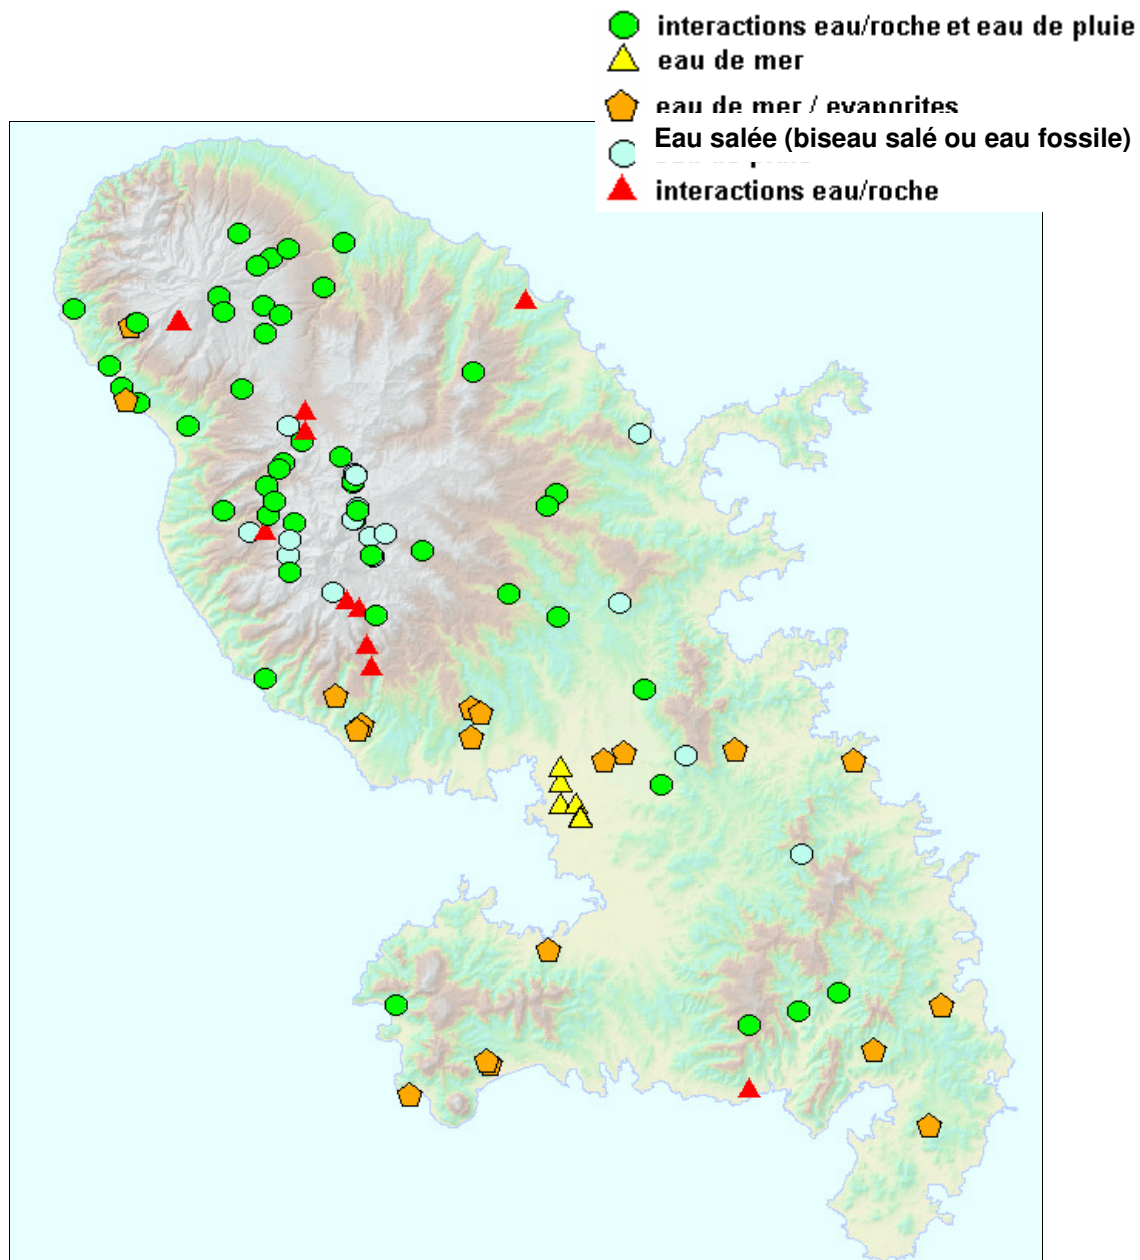 interactions eau/roche et eau de pluie
eau de mer
eau de mer / evaporites
Eau salée (biseau salé ou eau fossile)
interactions eau/roche